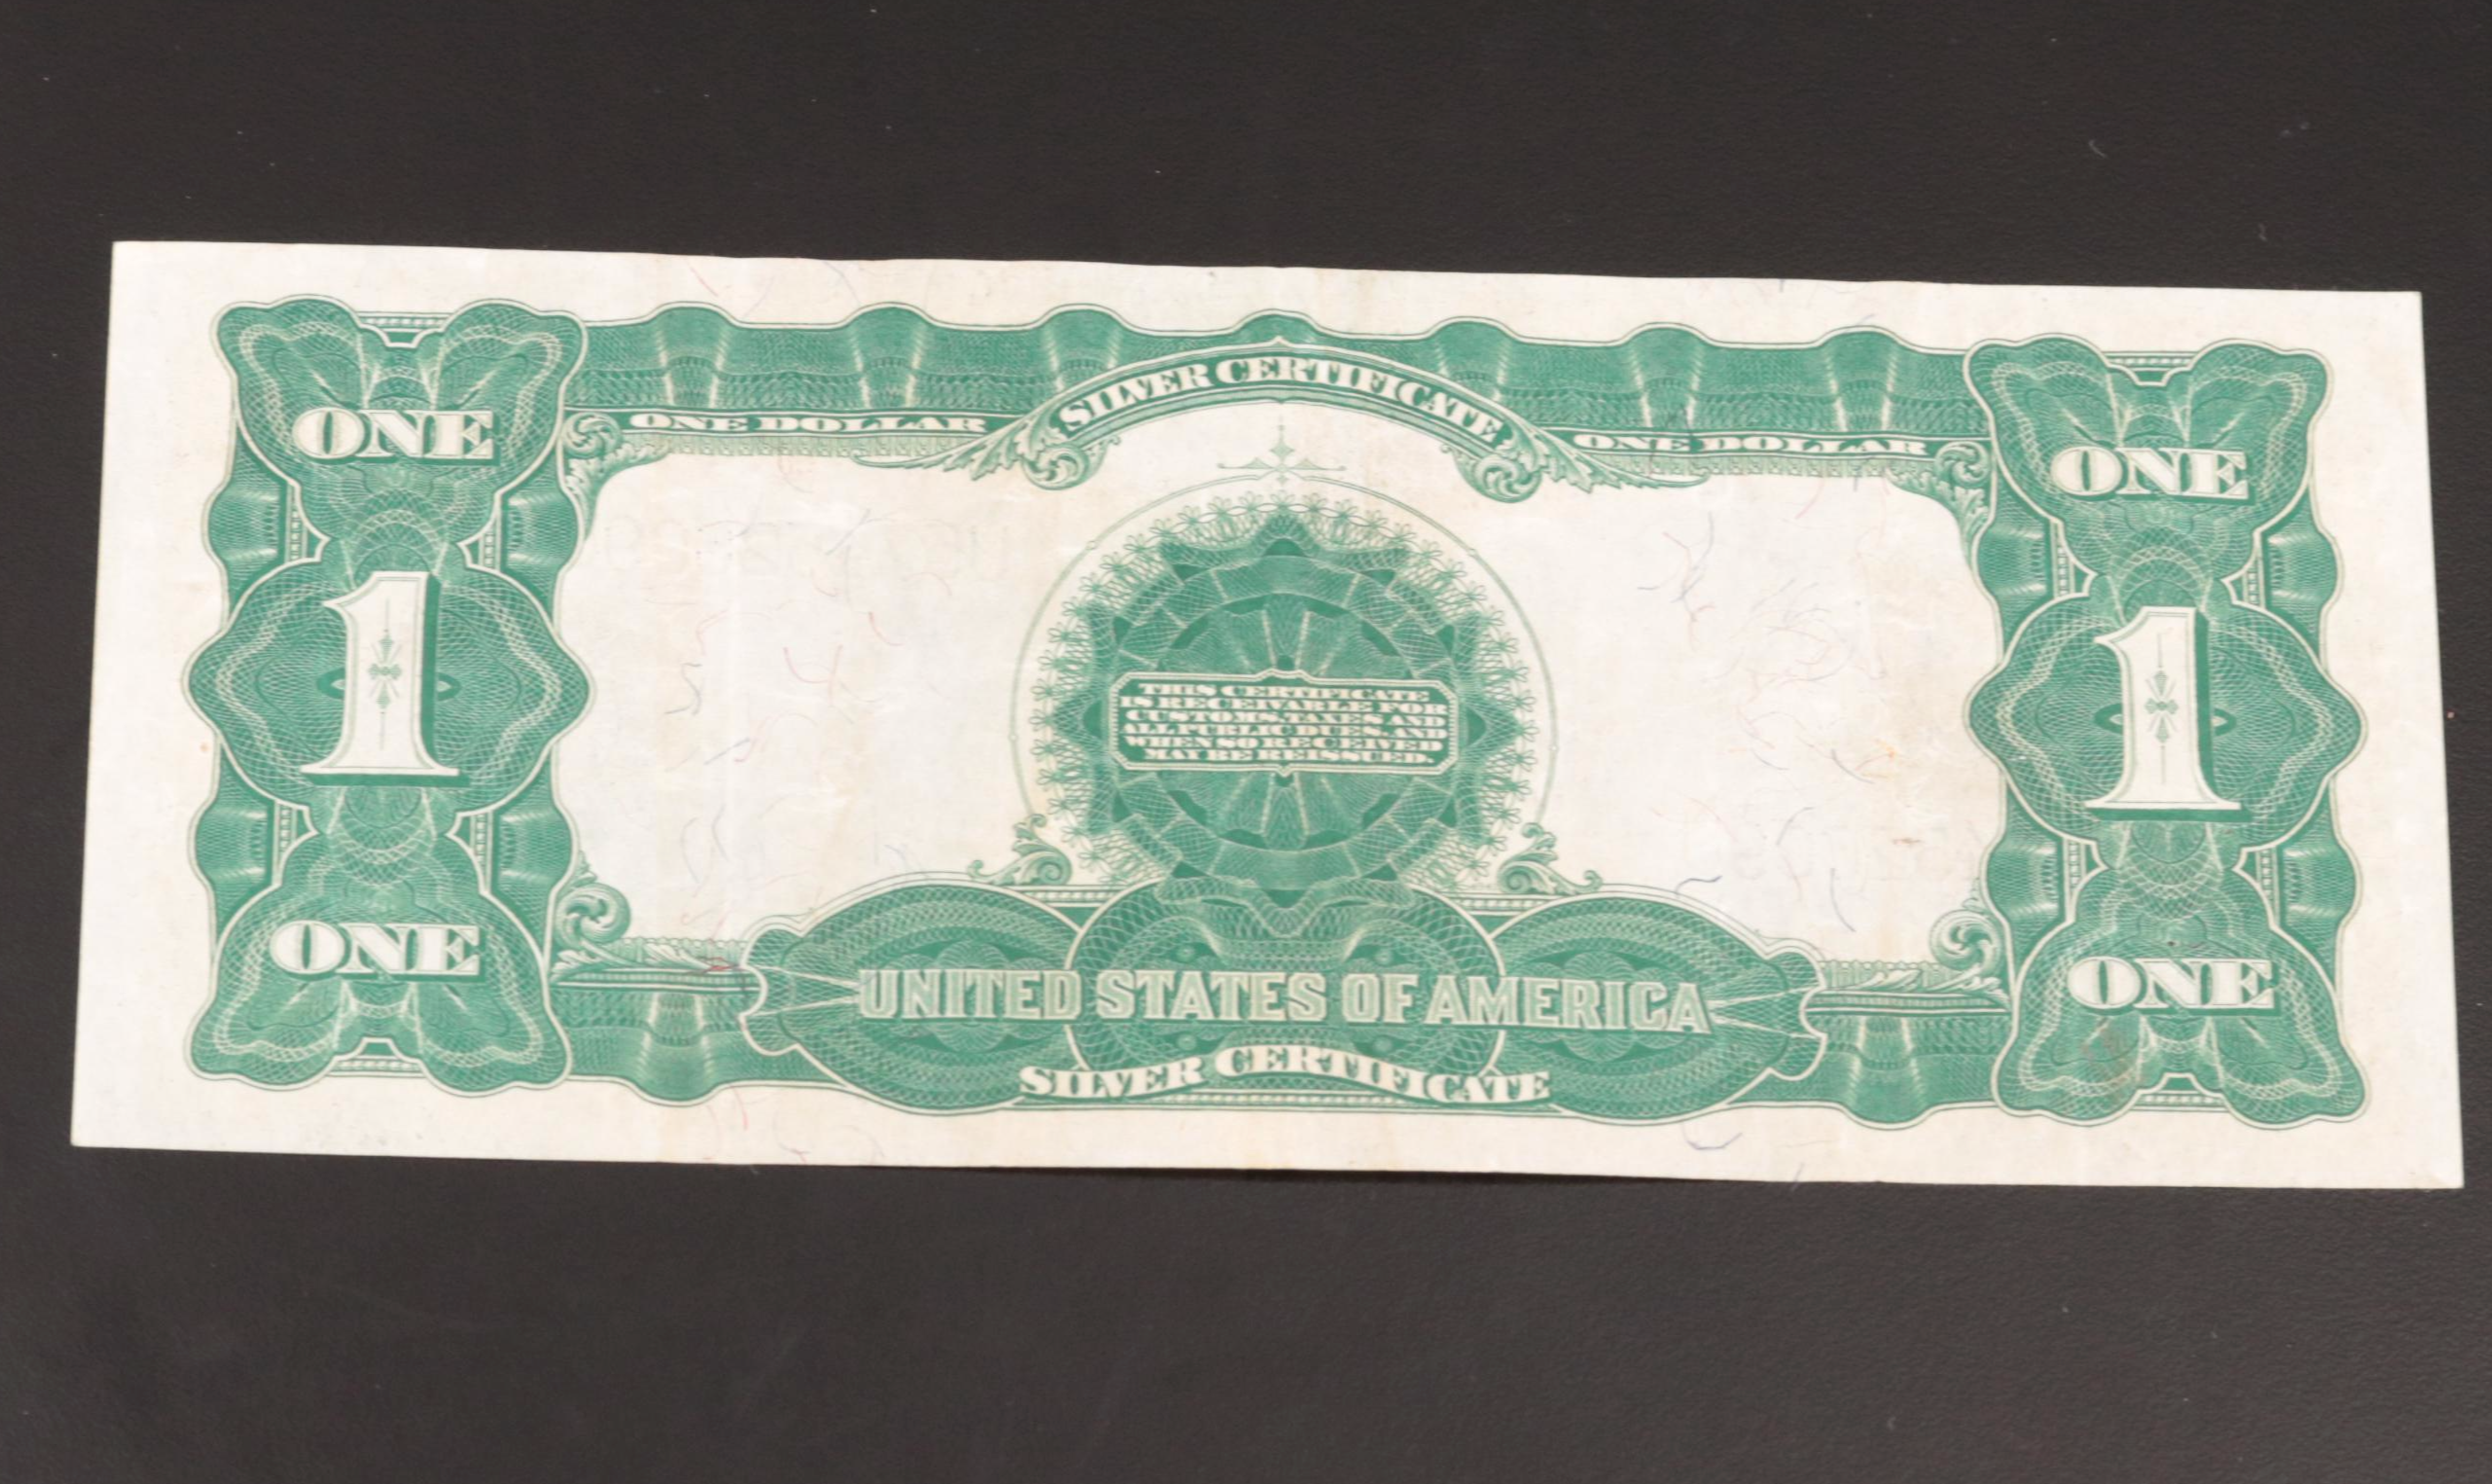 SILVER CERTIFICATE
ONE DOLLAR ONE DOLLAR
ONE ONE
1 1
THIS CERTIFICATE
IS RECEIVABLE FOR
CUSTOMS, TAXES AND
ALL PUBLIC DUES, AND
WHEN SO RECEIVED
MAY BE REISSUED.
ONE ONE
UNITED STATES OF AMERICA
SILVER CERTIFICATE